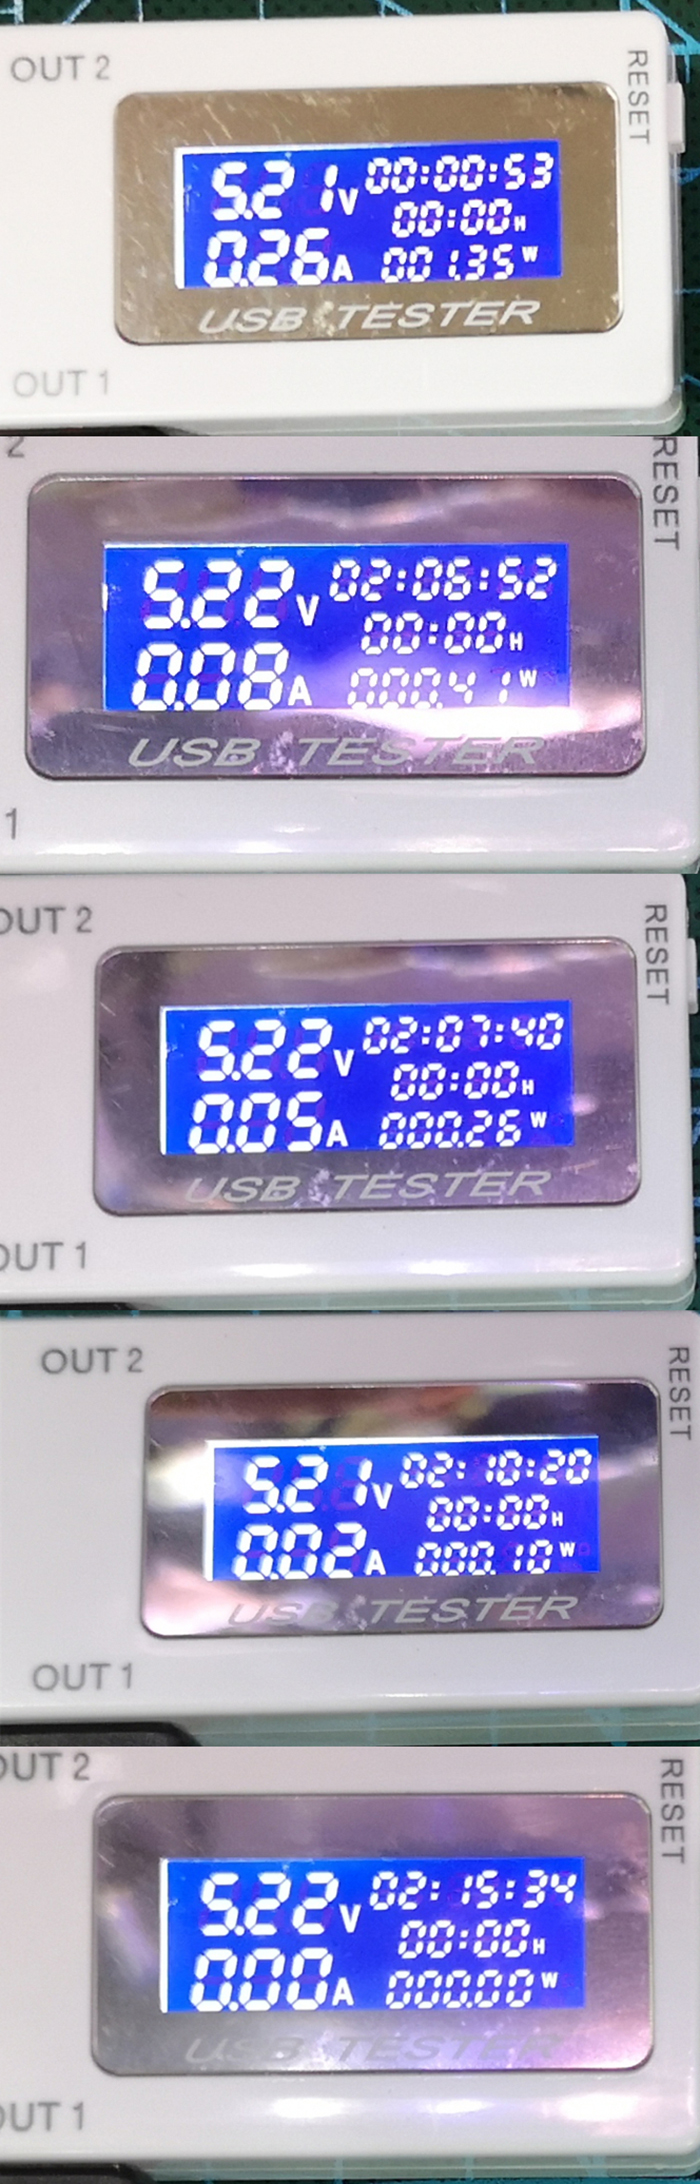 OUT 2
RESET
5.21V 00:00:53
00:00H
0.26A 001.35W
USB TESTER
OUT 1
2
RESET
5.22V 02:06:52
00:00H
0.08A 000.41W
USB TESTER
1
OUT 2
RESET
5.22V 02:07:40
00:00H
0.05A 000.26W
USB TESTER
OUT 1
OUT 2
RESET
5.21V 02:10:20
00:00H
0.02A 000.10W
USB TESTER
OUT 1
OUT 2
RESET
5.22V 02:15:34
00:00H
0.00A 000.00W
USB TESTER
OUT 1